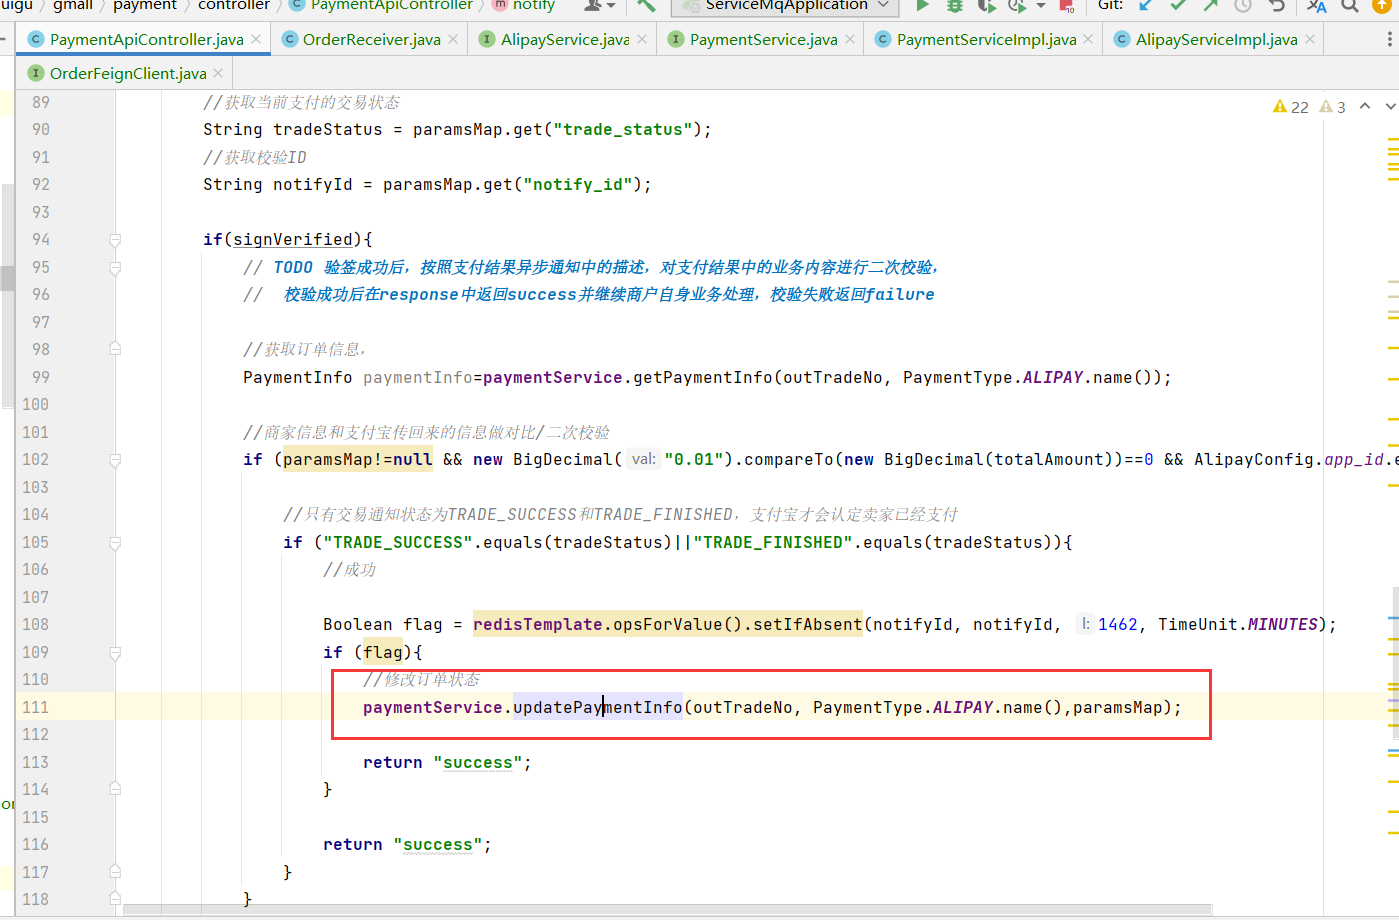 uigu › gmall › payment › controller › PaymentApiController › notify ServiceMqApplication Git:
PaymentApiController.java × OrderReceiver.java × AlipayService.java × PaymentService.java × PaymentServiceImpl.java × AlipayServiceImpl.java ×
OrderFeignClient.java ×
22 3
89 //获取当前支付的交易状态
90 String tradeStatus = paramsMap.get("trade_status");
91 //获取校验ID
92 String notifyId = paramsMap.get("notify_id");
93
94 if(signVerified){
95 // TODO 验签成功后，按照支付结果异步通知中的描述，对支付结果中的业务内容进行二次校验，
96 // 校验成功后在response中返回success并继续商户自身业务处理，校验失败返回failure
97
98 //获取订单信息，
99 PaymentInfo paymentInfo=paymentService.getPaymentInfo(outTradeNo, PaymentType.ALIPAY.name());
100
101 //商家信息和支付宝传回来的信息做对比/二次校验
102 if (paramsMap!=null && new BigDecimal( val: "0.01").compareTo(new BigDecimal(totalAmount))==0 && AlipayConfig.app_id.e
103
104 //只有交易通知状态为TRADE_SUCCESS和TRADE_FINISHED，支付宝才会认定卖家已经支付
105 if ("TRADE_SUCCESS".equals(tradeStatus)||"TRADE_FINISHED".equals(tradeStatus)){
106 //成功
107
108 Boolean flag = redisTemplate.opsForValue().setIfAbsent(notifyId, notifyId, l: 1462, TimeUnit.MINUTES);
109 if (flag){
110 //修改订单状态
111 paymentService.updatePaymentInfo(outTradeNo, PaymentType.ALIPAY.name(),paramsMap);
112
113 return "success";
114 }
115
116 return "success";
117 }
118 }